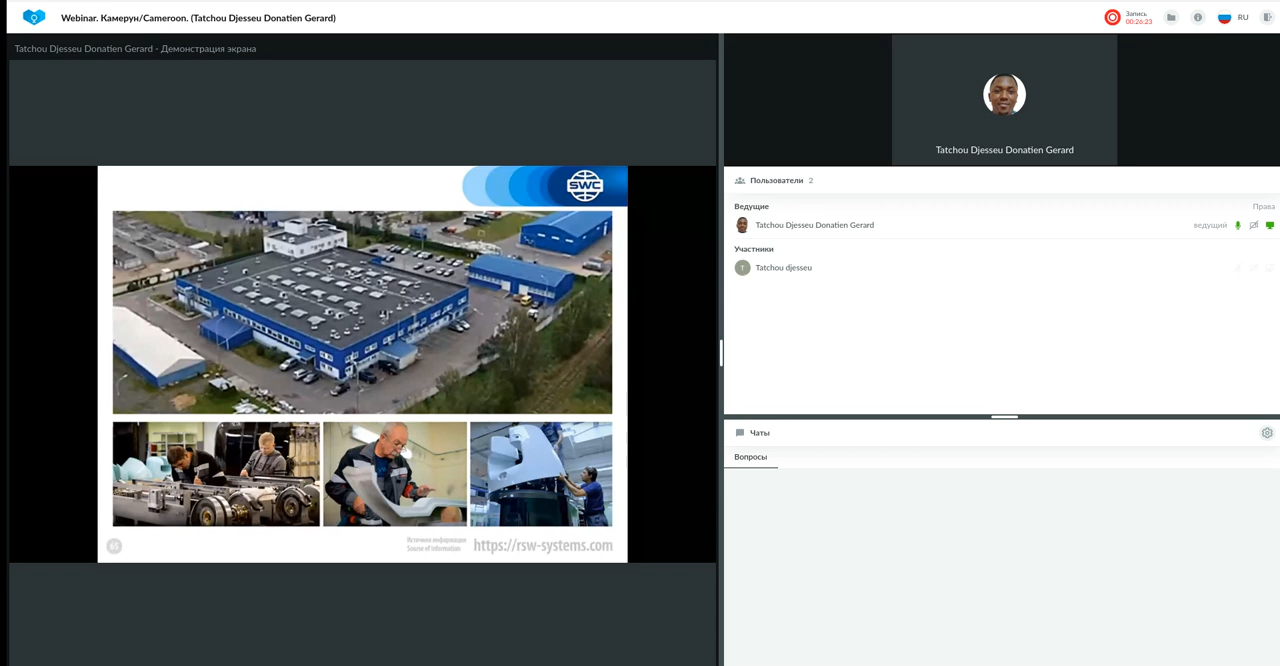 Webinar. Камерун/Cameroon. (Tatchou Djesseu Donatien Gerard)
Запись
00:26:23
RU
Tatchou Djesseu Donatien Gerard - Демонстрация экрана
SWC
65
Источник информации
Source of information
https://rsw-systems.com
Tatchou Djesseu Donatien Gerard
Пользователи 2
Ведущие Права
Tatchou Djesseu Donatien Gerard ведущий
Участники
T Tatchou djesseu
Чаты
Вопросы